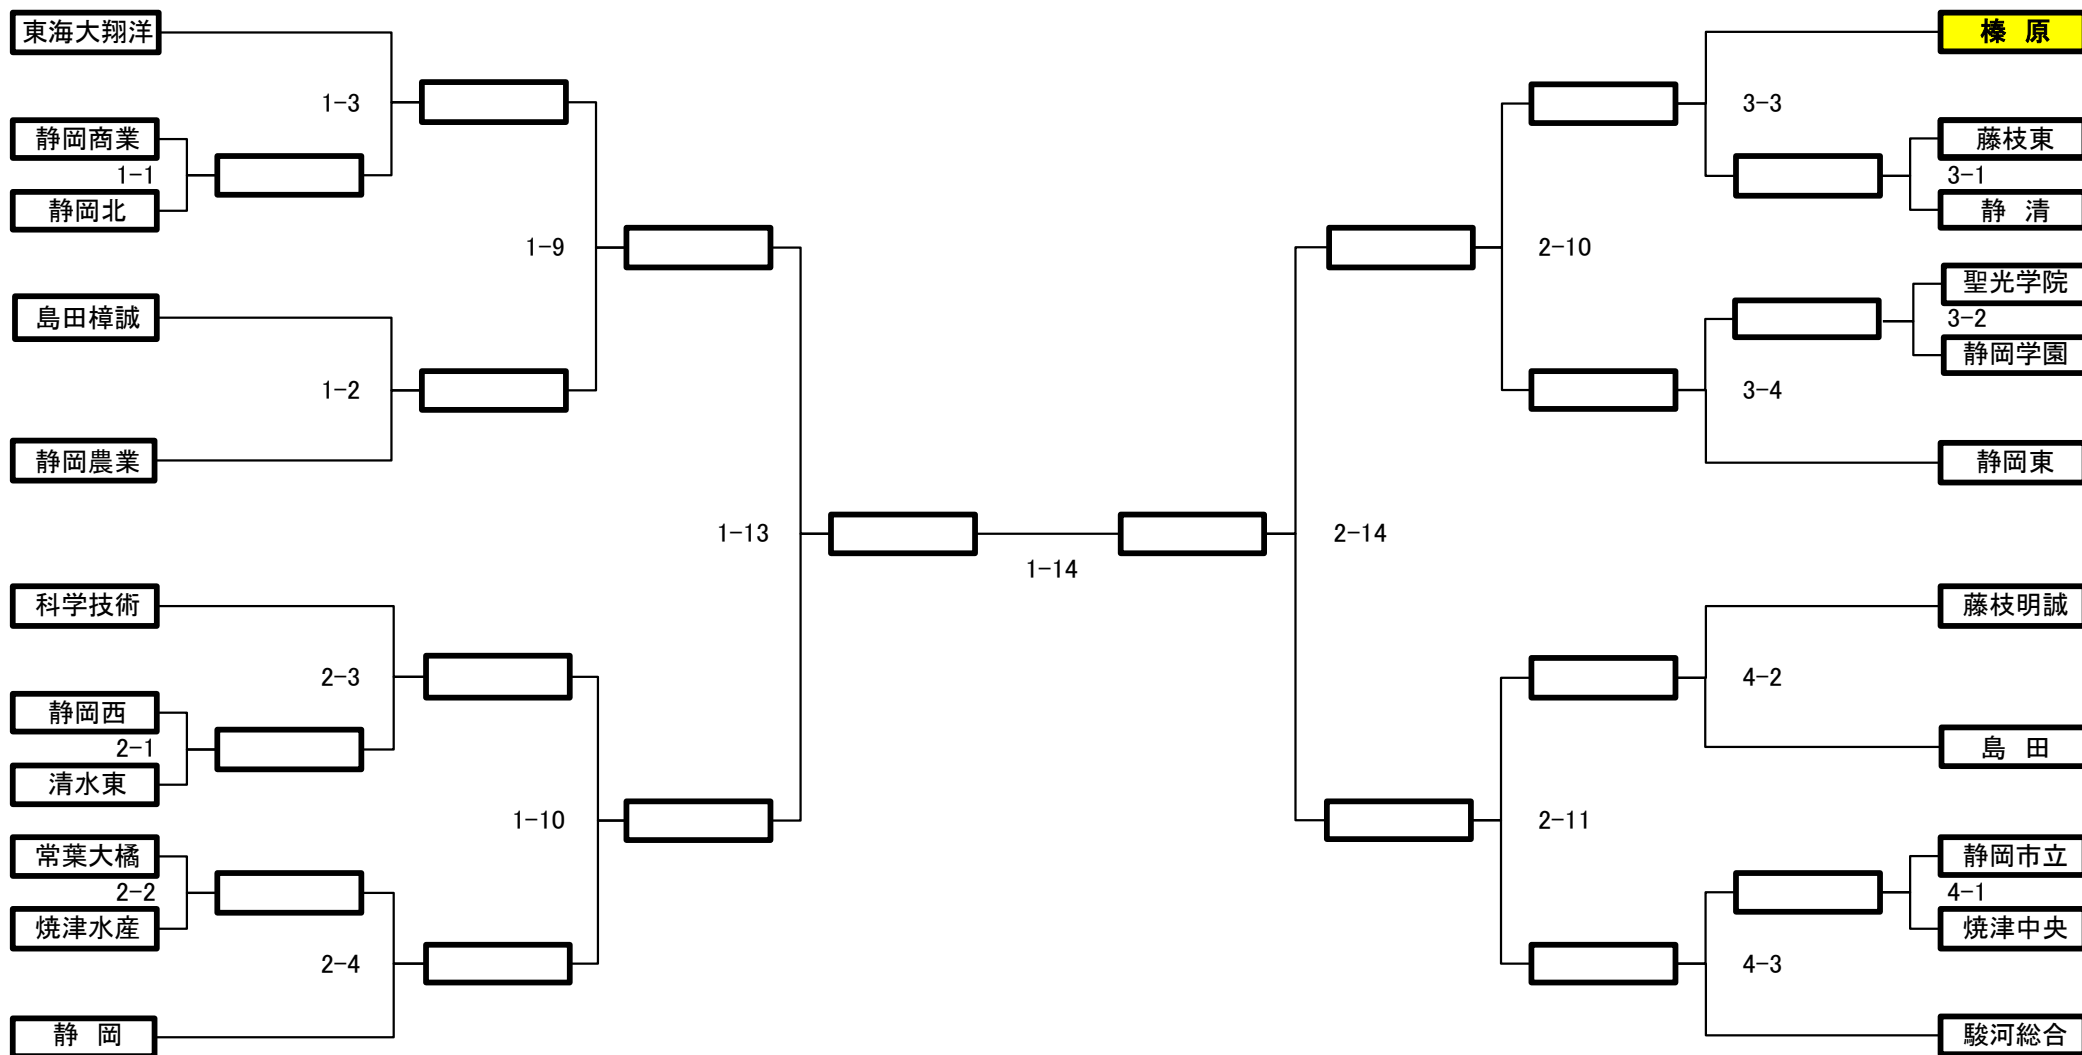 東海大翔洋
1-3
静岡商業
1-1
静岡北
1-9
島田樟誠
1-2
静岡農業
1-13
科学技術
2-3
静岡西
2-1
清水東
1-10
常葉大橘
2-2
焼津水産
2-4
静 岡
1-14
榛 原
3-3
藤枝東
3-1
静 清
2-10
聖光学院
3-2
静岡学園
3-4
静岡東
2-14
藤枝明誠
4-2
島 田
2-11
静岡市立
4-1
焼津中央
4-3
駿河総合